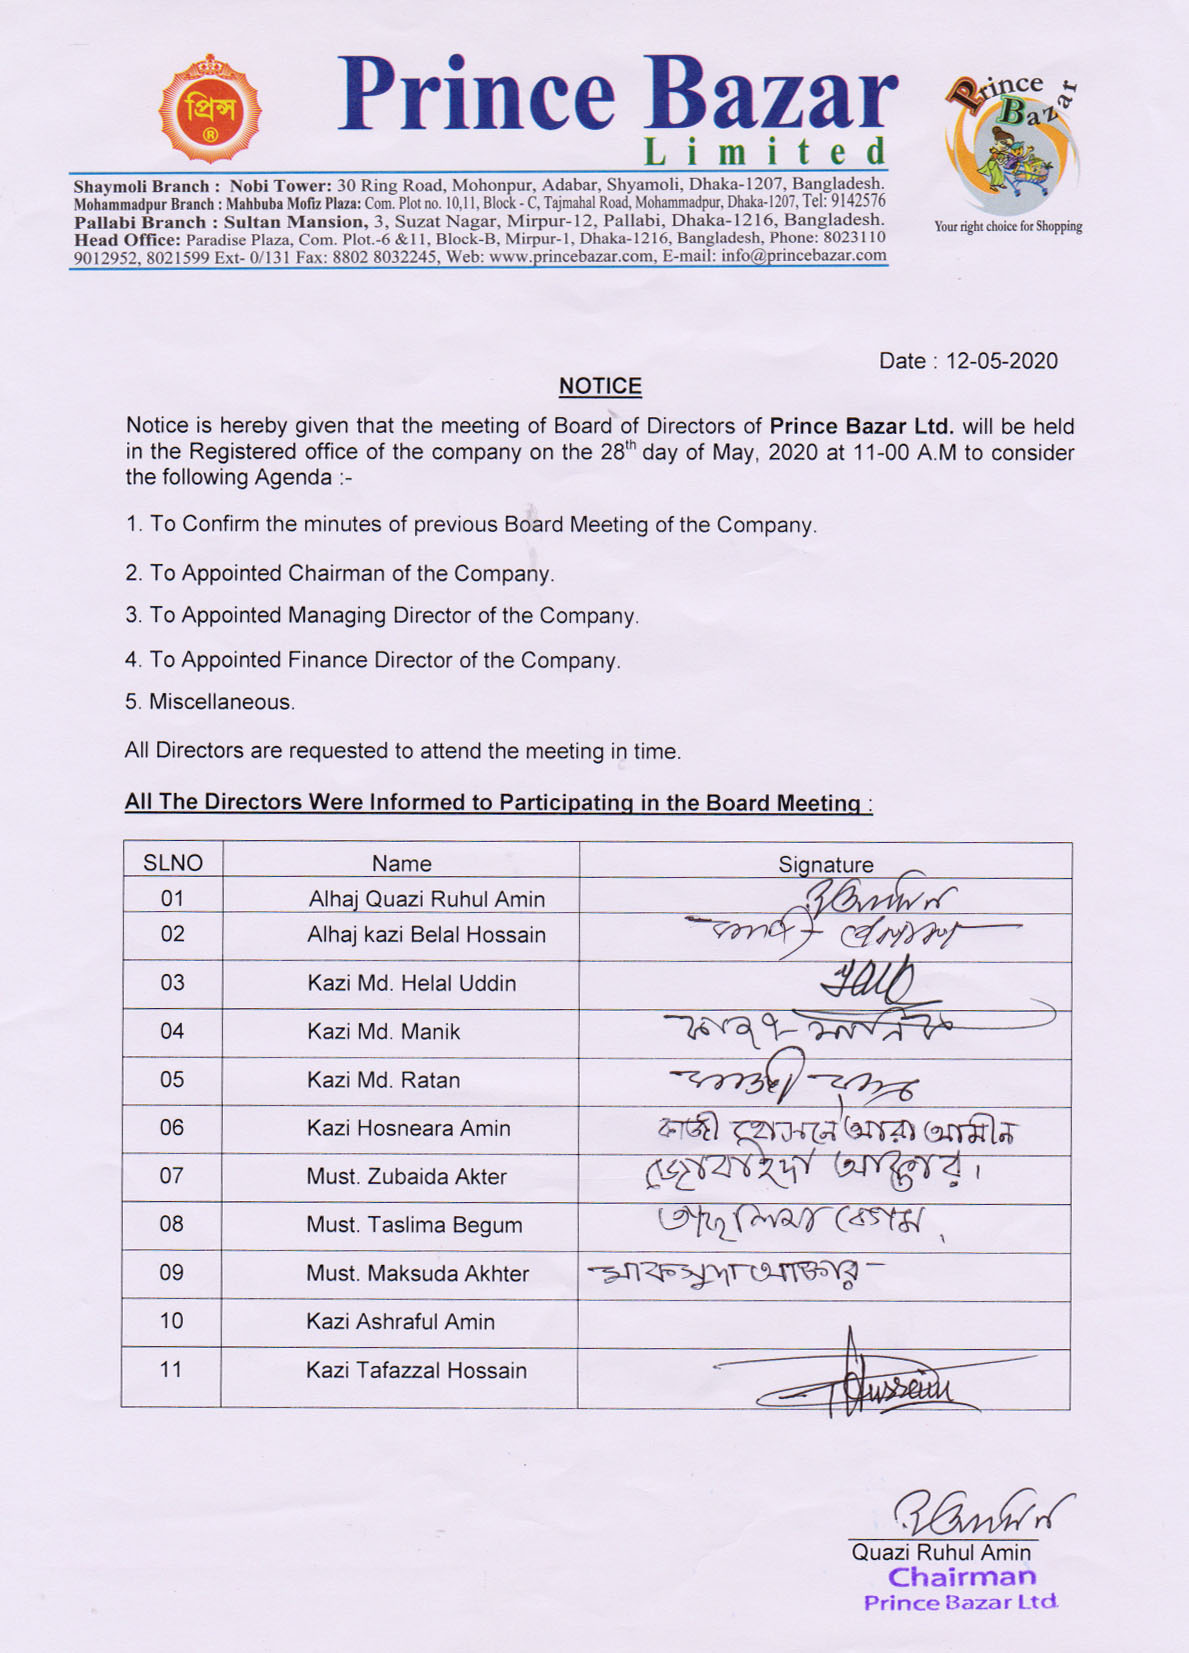 প্রিন্স
®
Prince Bazar
Limited
Prince
Bazar
Your right choice for Shopping
Shaymoli Branch : Nobi Tower: 30 Ring Road, Mohonpur, Adabar, Shyamoli, Dhaka-1207, Bangladesh.
Mohammadpur Branch : Mahbuba Mofiz Plaza: Com. Plot no. 10,11, Block - C, Tajmahal Road, Mohammadpur, Dhaka-1207, Tel: 9142576
Pallabi Branch : Sultan Mansion, 3, Suzat Nagar, Mirpur-12, Pallabi, Dhaka-1216, Bangladesh.
Head Office: Paradise Plaza, Com. Plot.-6 &11, Block-B, Mirpur-1, Dhaka-1216, Bangladesh, Phone: 8023110
9012952, 8021599 Ext- 0/131 Fax: 8802 8032245, Web: www.princebazar.com, E-mail: info@princebazar.com
Date : 12-05-2020
NOTICE
Notice is hereby given that the meeting of Board of Directors of Prince Bazar Ltd. will be held
in the Registered office of the company on the 28th day of May, 2020 at 11-00 A.M to consider
the following Agenda :-
1. To Confirm the minutes of previous Board Meeting of the Company.
2. To Appointed Chairman of the Company.
3. To Appointed Managing Director of the Company.
4. To Appointed Finance Director of the Company.
5. Miscellaneous.
All Directors are requested to attend the meeting in time.
All The Directors Were Informed to Participating in the Board Meeting :
SLNO Name Signature
01 Alhaj Quazi Ruhul Amin
02 Alhaj kazi Belal Hossain
03 Kazi Md. Helal Uddin
04 Kazi Md. Manik
05 Kazi Md. Ratan
06 Kazi Hosneara Amin কাজী হোসনে আরা আমীন
07 Must. Zubaida Akter জোবাইদা আক্তার।
08 Must. Taslima Begum তাছলিমা বেগম
09 Must. Maksuda Akhter মাকসুদা আক্তার
10 Kazi Ashraful Amin
11 Kazi Tafazzal Hossain Hussain
Quazi Ruhul Amin
Chairman
Prince Bazar Ltd.